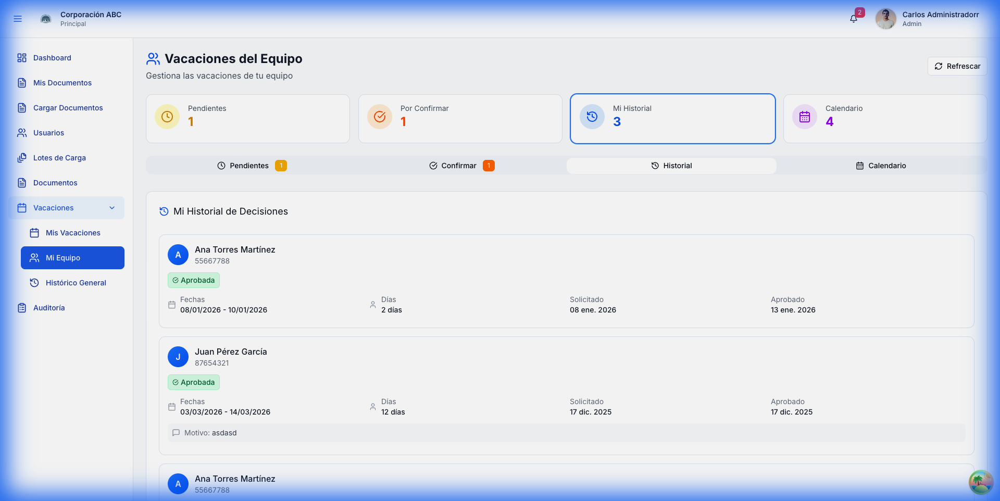 Corporación ABC
Principal
2
Carlos Administradorr
Admin
Dashboard
Mis Documentos
Cargar Documentos
Usuarios
Lotes de Carga
Documentos
Vacaciones
Mis Vacaciones
Mi Equipo
Histórico General
Auditoría
Vacaciones del Equipo
Gestiona las vacaciones de tu equipo
Refrescar
Pendientes
1
Por Confirmar
1
Mi Historial
3
Calendario
4
Pendientes 1
Confirmar 1
Historial
Calendario
Mi Historial de Decisiones
A
Ana Torres Martínez
55667788
Aprobada
Fechas
08/01/2026 - 10/01/2026
Días
2 días
Solicitado
08 ene. 2026
Aprobado
13 ene. 2026
J
Juan Pérez García
87654321
Aprobada
Fechas
03/03/2026 - 14/03/2026
Días
12 días
Solicitado
17 dic. 2025
Aprobado
17 dic. 2025
Motivo: asdasd
A
Ana Torres Martínez
55667788